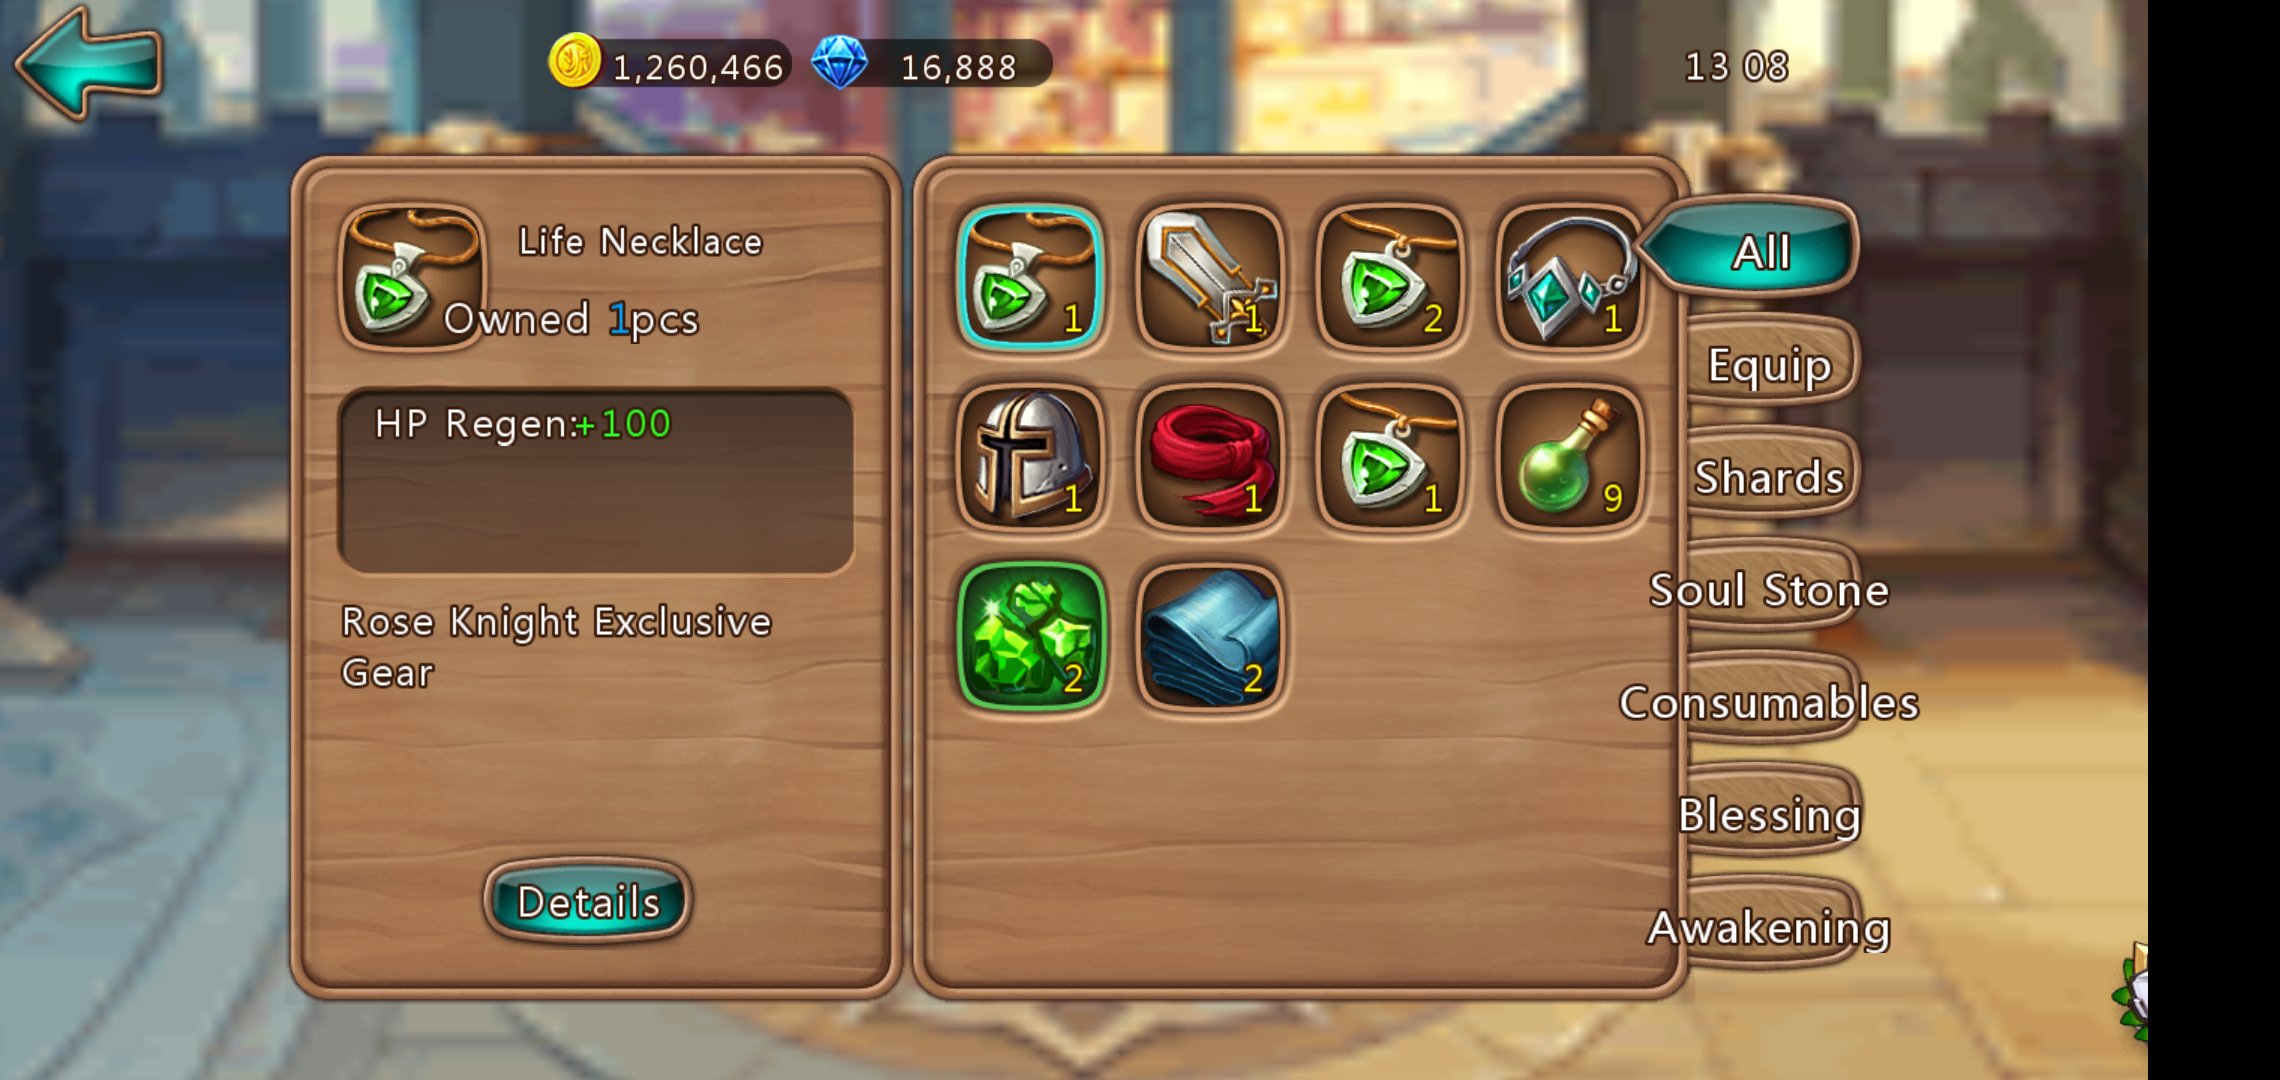 1,260,466
16,888
13 08
Life Necklace
Owned 1pcs
HP Regen:+100
Rose Knight Exclusive
Gear
Details
1
1
2
1
1
1
1
9
2
2
All
Equip
Shards
Soul Stone
Consumables
Blessing
Awakening